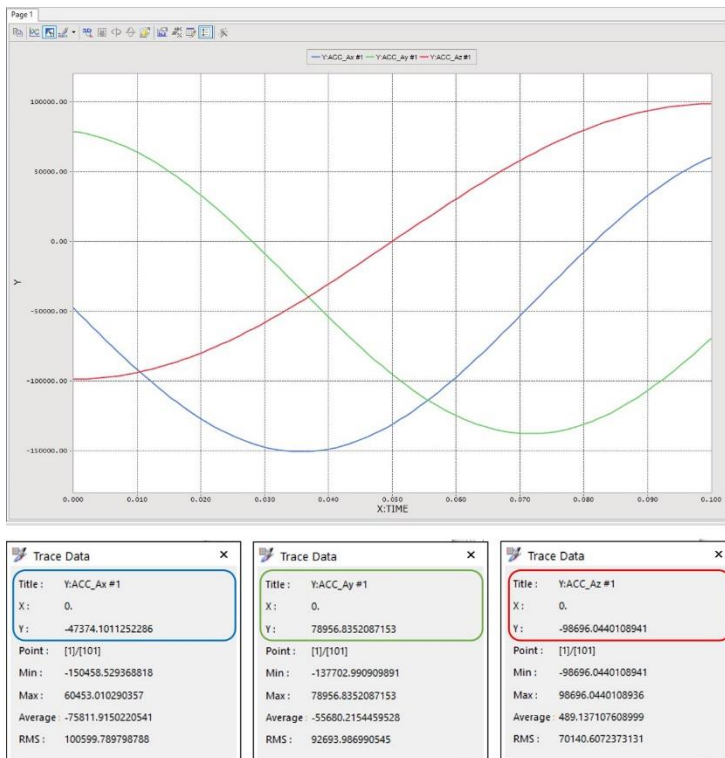 Page 1
Y:ACC_Ax #1 Y:ACC_Ay #1 Y:ACC_Az #1
100000.00
50000.00
0.00
Y
-50000.00
-100000.00
-150000.00
0.000 0.010 0.020 0.030 0.040 0.050 0.060 0.070 0.080 0.090 0.100
X:TIME
Trace Data ×
Title : Y:ACC_Ax #1
X : 0.
Y : -47374.1011252286
Point : [1]/[101]
Min : -150458.529368818
Max : 60453.010290357
Average : -75811.9150220541
RMS : 100599.789798788
Trace Data ×
Title : Y:ACC_Ay #1
X : 0.
Y : 78956.8352087153
Point : [1]/[101]
Min : -137702.990909891
Max : 78956.8352087153
Average : -55680.2154459528
RMS : 92693.986990545
Trace Data ×
Title : Y:ACC_Az #1
X : 0.
Y : -98696.0440108941
Point : [1]/[101]
Min : -98696.0440108941
Max : 98696.0440108936
Average : 489.137107608999
RMS : 70140.6072373131